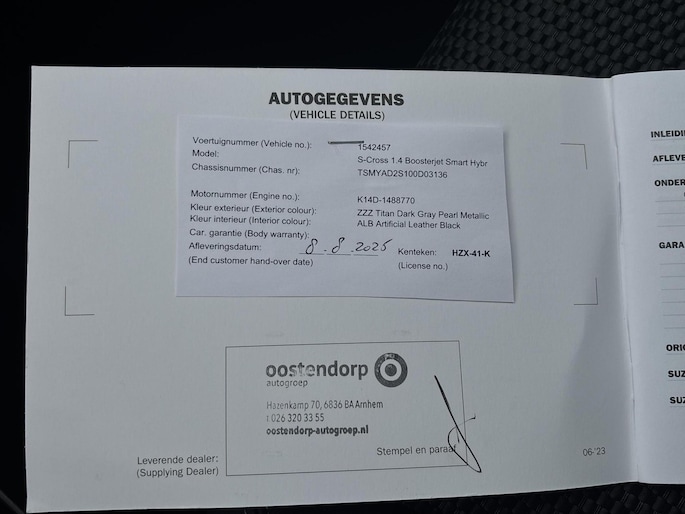 AUTOGEGEVENS
(VEHICLE DETAILS)
Voertuignummer (Vehicle no.): 1542457
Model: S-Cross 1.4 Boosterjet Smart Hybr
Chassisnummer (Chas. nr): TSMYAD2S100D03136
Motornummer (Engine no.): K14D-1488770
Kleur exterieur (Exterior colour): ZZZ Titan Dark Gray Pearl Metallic
Kleur interieur (Interior colour): ALB Artificial Leather Black
Car. garantie (Body warranty):
Afleveringsdatum: 8.8.2025 Kenteken: HZX-41-K
(End customer hand-over date) (License no.)
oostendorp
autogroep
Hazenkamp 70, 6836 BA Arnhem
t 026 320 33 55
oostendorp-autogroep.nl
Stempel en paraaf
Leverende dealer:
(Supplying Dealer)
06-'23
INLEIDI
AFLEVE
ONDER
GARA
ORIG
SUZ
SUZ